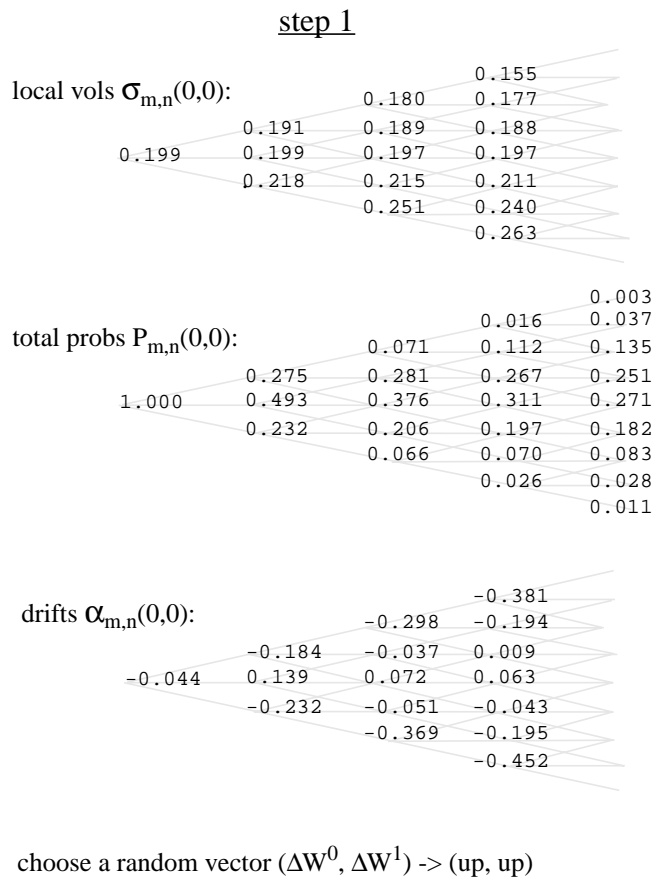 step 1
0.155
local vols σm,n(0,0):
0.180 0.177
0.191 0.189 0.188
0.199 0.199 0.197 0.197
0.218 0.215 0.211
0.251 0.240
0.263
0.003
0.016 0.037
total probs Pm,n(0,0):
0.071 0.112 0.135
0.275 0.281 0.267 0.251
1.000 0.493 0.376 0.311 0.271
0.232 0.206 0.197 0.182
0.066 0.070 0.083
0.026 0.028
0.011
-0.381
drifts αm,n(0,0):
-0.298 -0.194
-0.184 -0.037 0.009
-0.044 0.139 0.072 0.063
-0.232 -0.051 -0.043
-0.369 -0.195
-0.452
choose a random vector (ΔW⁰, ΔW¹) -> (up, up)